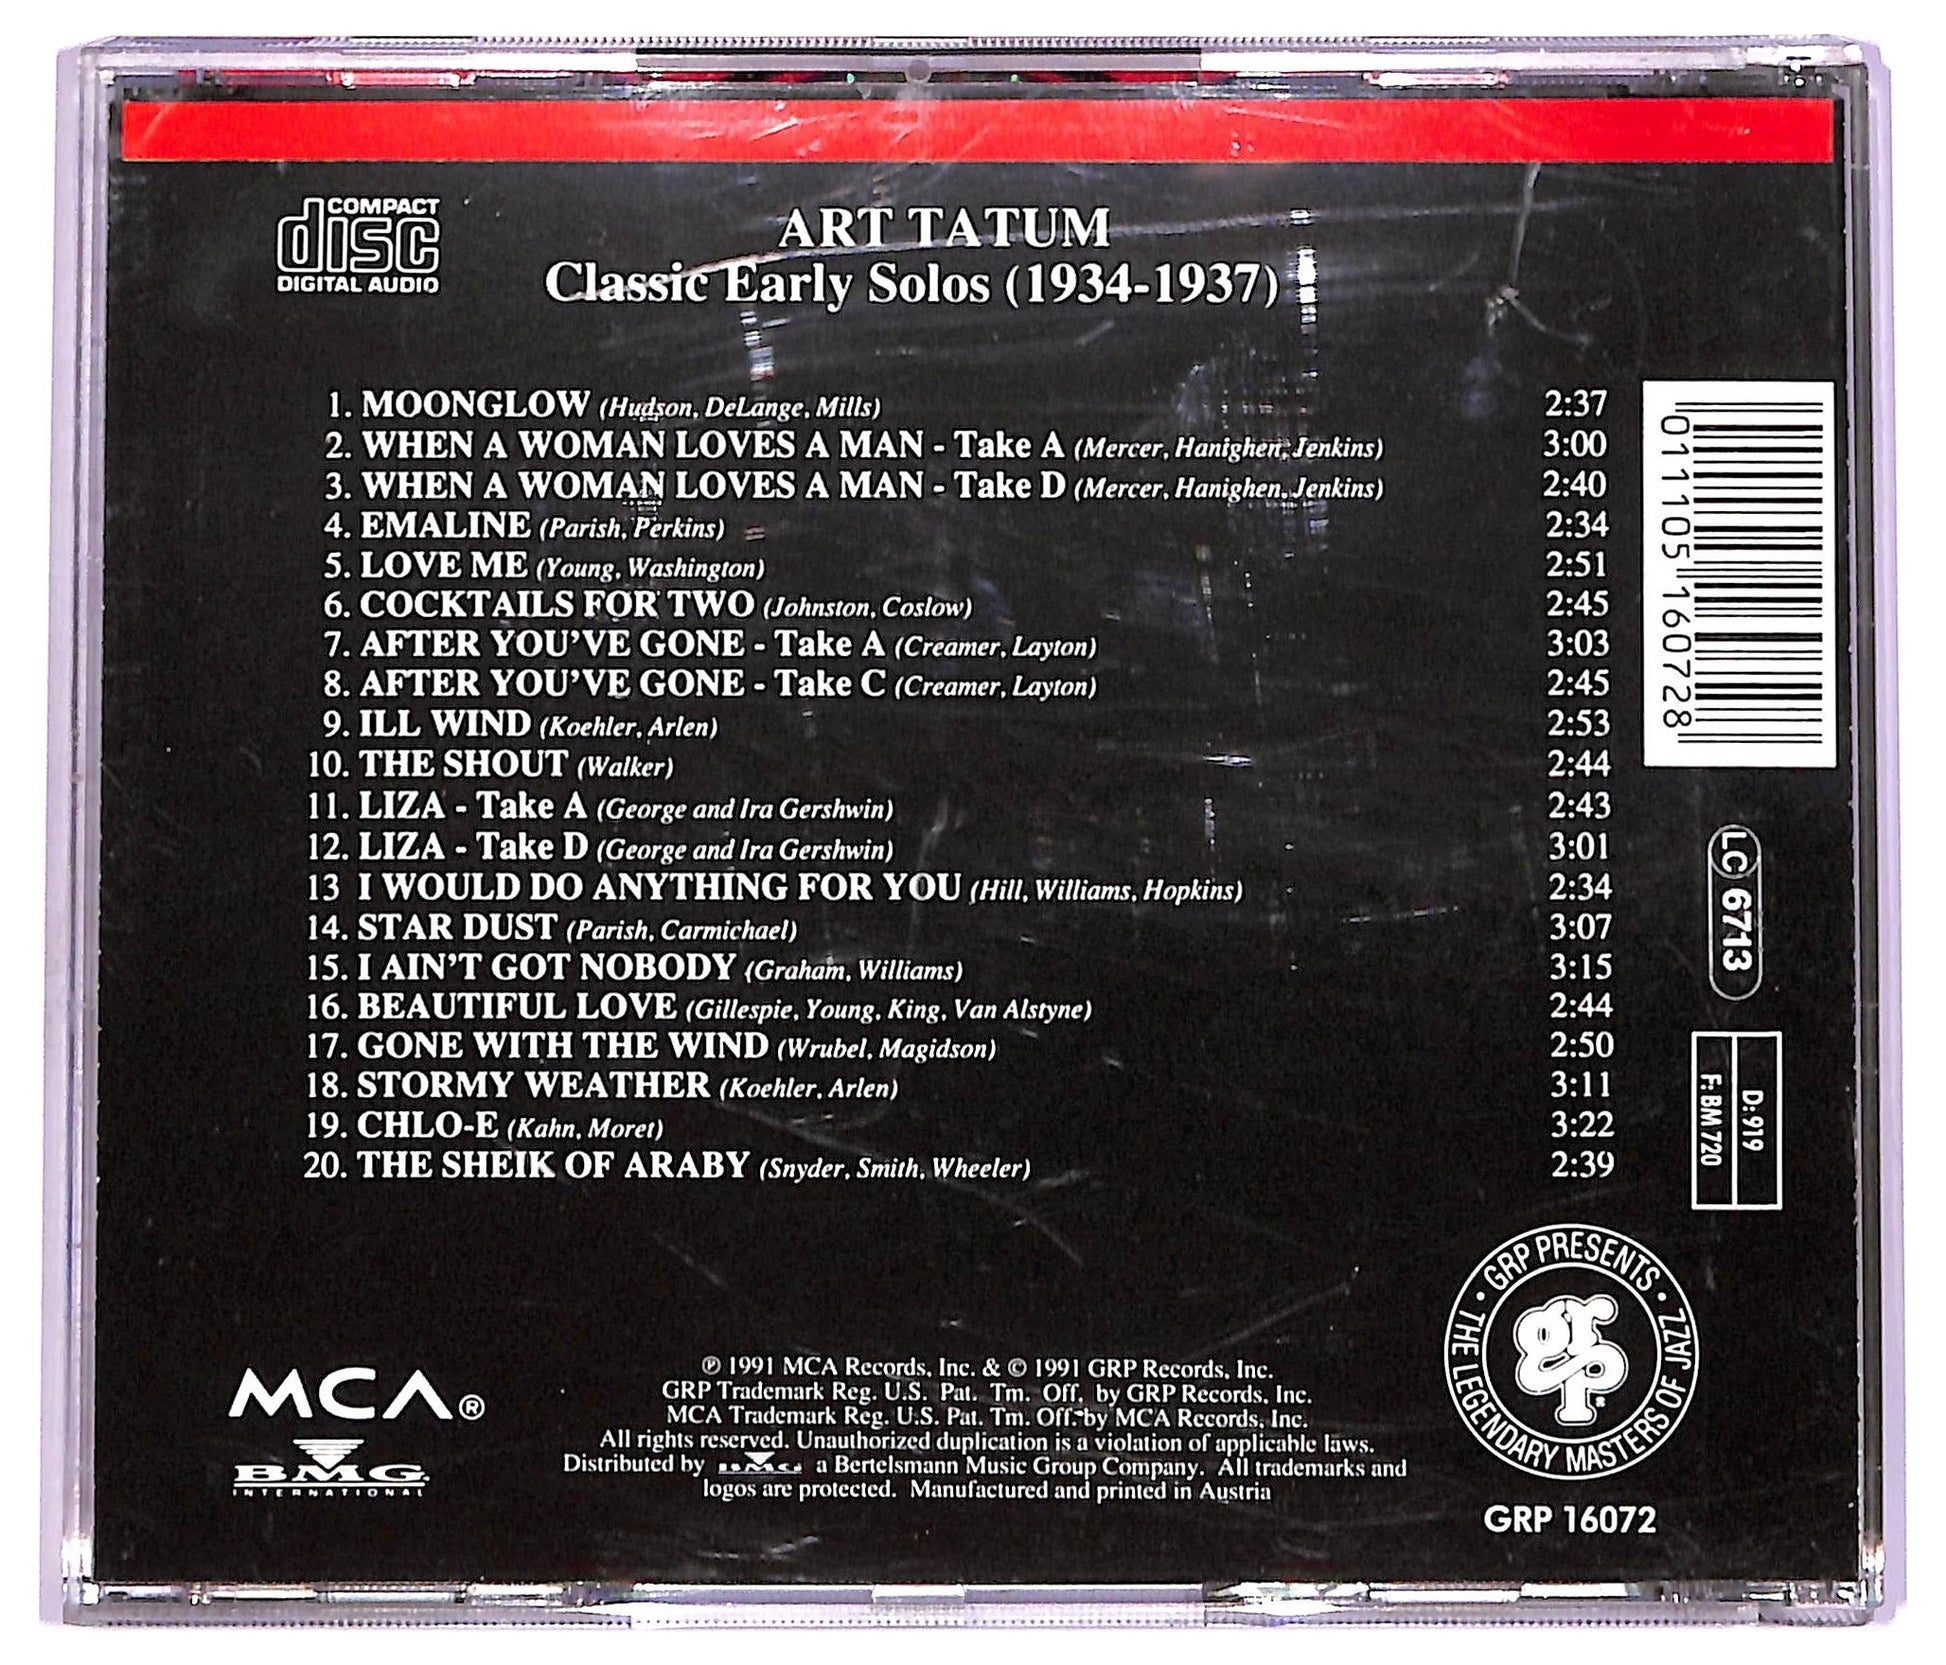 COMPACT
disc
DIGITAL AUDIO
ART TATUM
Classic Early Solos (1934-1937)
1. MOONGLOW (Hudson, DeLange, Mills) 2:37
2. WHEN A WOMAN LOVES A MAN - Take A (Mercer, Hanighen, Jenkins) 3:00
3. WHEN A WOMAN LOVES A MAN - Take D (Mercer, Hanighen, Jenkins) 2:40
4. EMALINE (Parish, Perkins) 2:34
5. LOVE ME (Young, Washington) 2:51
6. COCKTAILS FOR TWO (Johnston, Coslow) 2:45
7. AFTER YOU'VE GONE - Take A (Creamer, Layton) 3:03
8. AFTER YOU'VE GONE - Take C (Creamer, Layton) 2:45
9. ILL WIND (Koehler, Arlen) 2:53
10. THE SHOUT (Walker) 2:44
11. LIZA - Take A (George and Ira Gershwin) 2:43
12. LIZA - Take D (George and Ira Gershwin) 3:01
13 I WOULD DO ANYTHING FOR YOU (Hill, Williams, Hopkins) 2:34
14. STAR DUST (Parish, Carmichael) 3:07
15. I AIN'T GOT NOBODY (Graham, Williams) 3:15
16. BEAUTIFUL LOVE (Gillespie, Young, King, Van Alstyne) 2:44
17. GONE WITH THE WIND (Wrubel, Magidson) 2:50
18. STORMY WEATHER (Koehler, Arlen) 3:11
19. CHLO-E (Kahn, Moret) 3:22
20. THE SHEIK OF ARABY (Snyder, Smith, Wheeler) 2:39
011105 160728
LC 6713
D: 919
F: BM 720
GRP PRESENTS • THE LEGENDARY MASTERS OF JAZZ •
grp®
GRP 16072
MCA®
BMG
INTERNATIONAL
℗ 1991 MCA Records, Inc. & © 1991 GRP Records, Inc.
GRP Trademark Reg. U.S. Pat. Tm. Off. by GRP Records, Inc.
MCA Trademark Reg. U.S. Pat. Tm. Off. by MCA Records, Inc.
All rights reserved. Unauthorized duplication is a violation of applicable laws.
Distributed by BMG a Bertelsmann Music Group Company. All trademarks and
logos are protected. Manufactured and printed in Austria